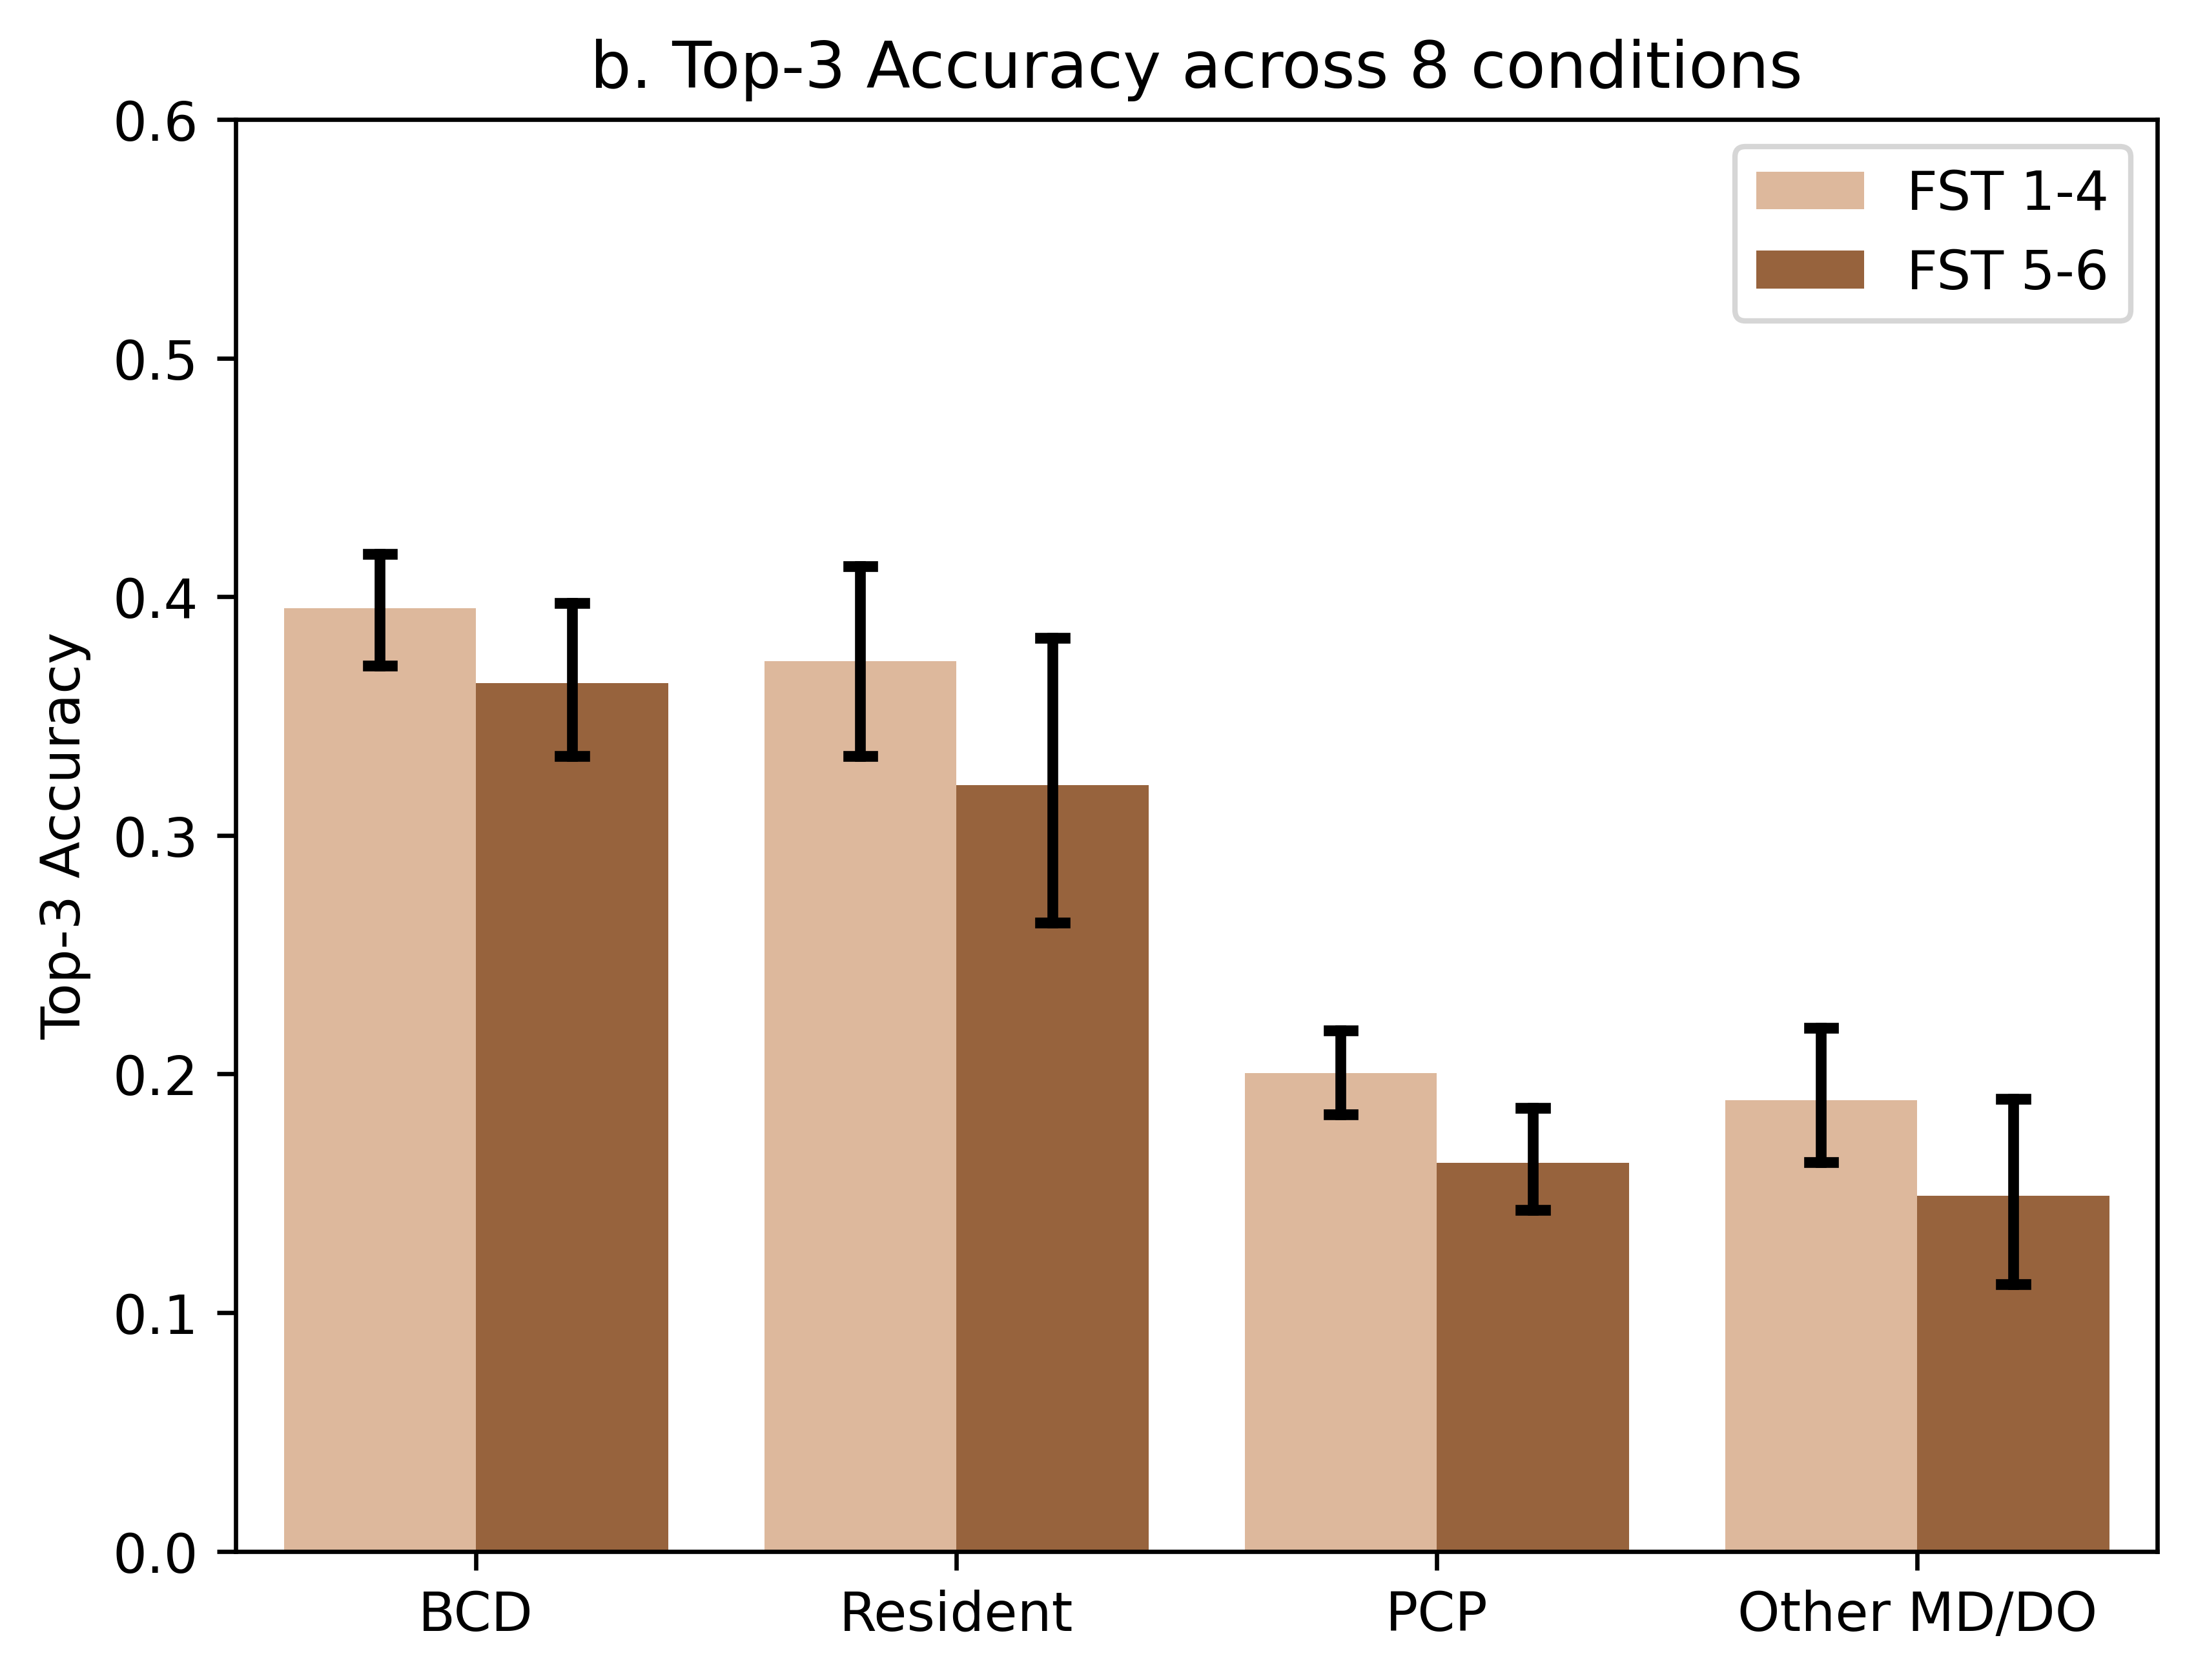 b. Top-3 Accuracy across 8 conditions
0.6
0.5
0.4
0.3
0.2
0.1
0.0
Top-3 Accuracy
FST 1-4
FST 5-6
BCD Resident PCP Other MD/DO